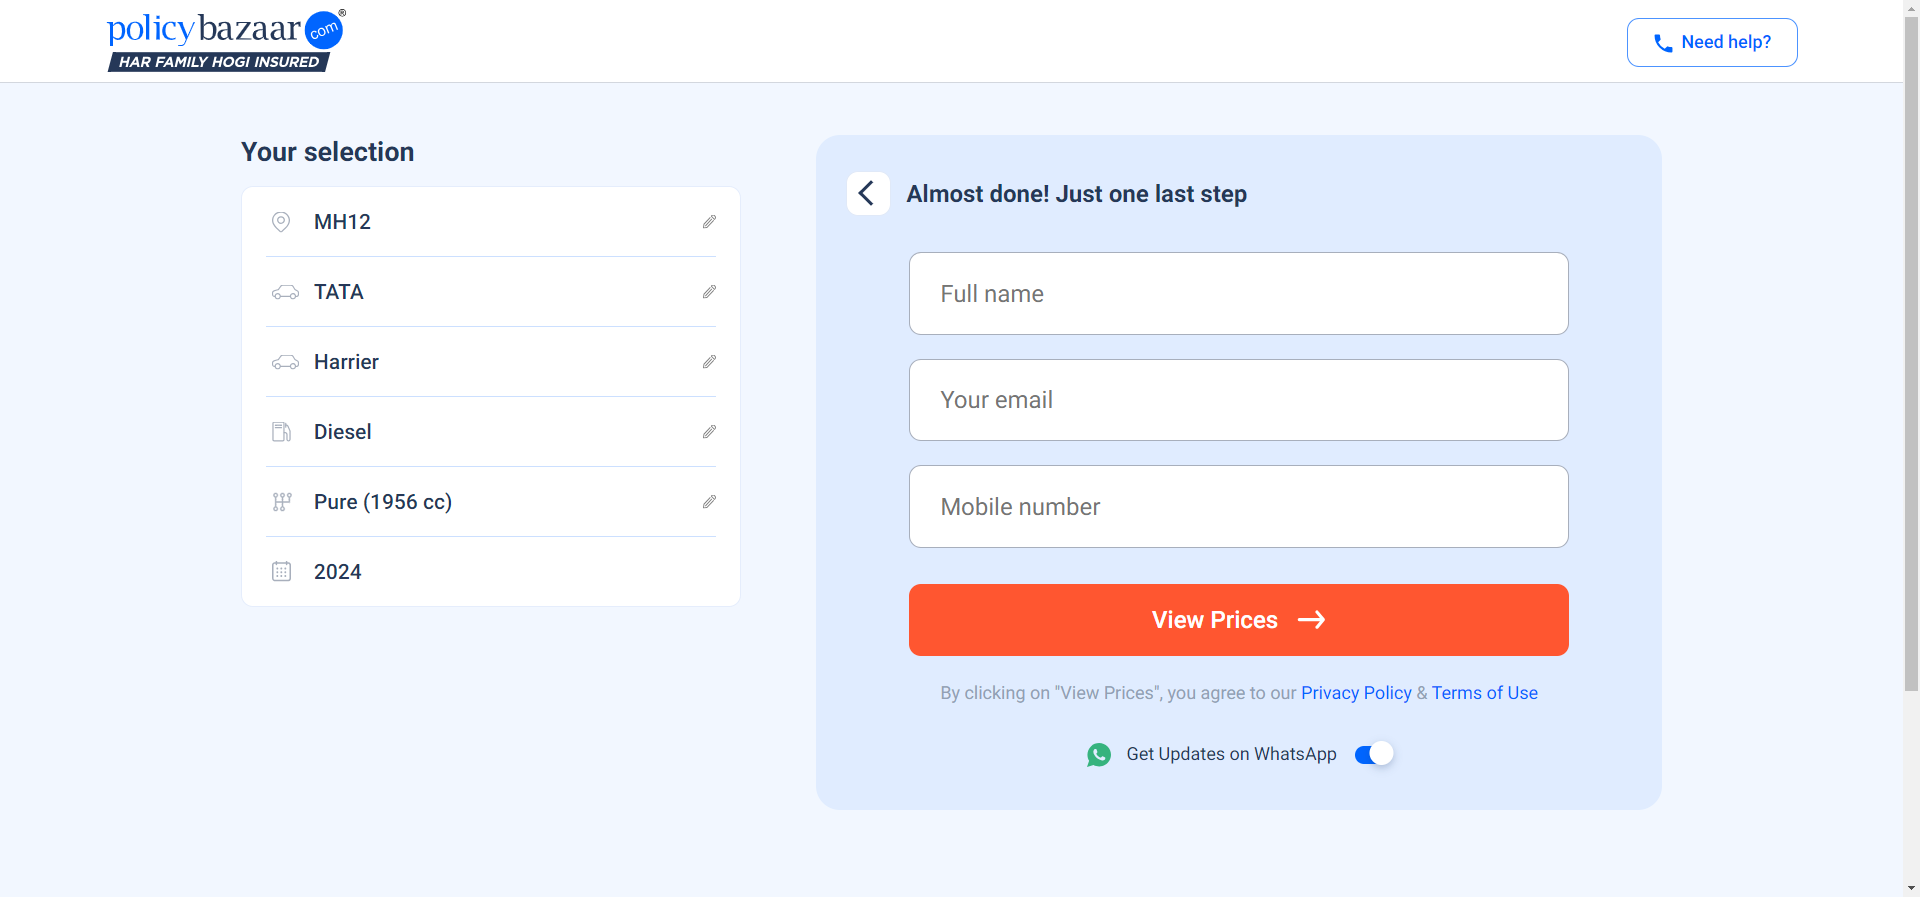 policybazaar com ®
HAR FAMILY HOGI INSURED
Need help?
Your selection
MH12
TATA
Harrier
Diesel
Pure (1956 cc)
2024
Almost done! Just one last step
Full name
Your email
Mobile number
View Prices
By clicking on "View Prices", you agree to our Privacy Policy & Terms of Use
Get Updates on WhatsApp